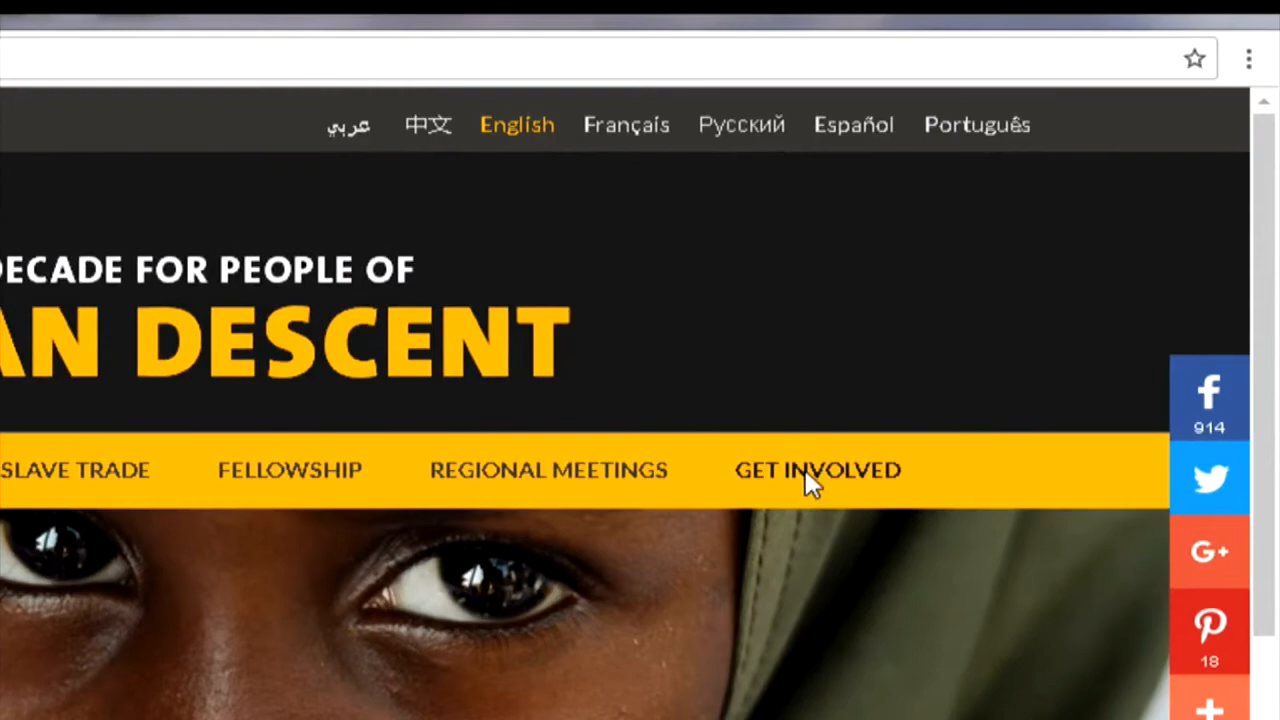 عربي 中文 English Français Русский Español Português
DECADE FOR PEOPLE OF
AN DESCENT
SLAVE TRADE FELLOWSHIP REGIONAL MEETINGS GET INVOLVED
914
G+
18